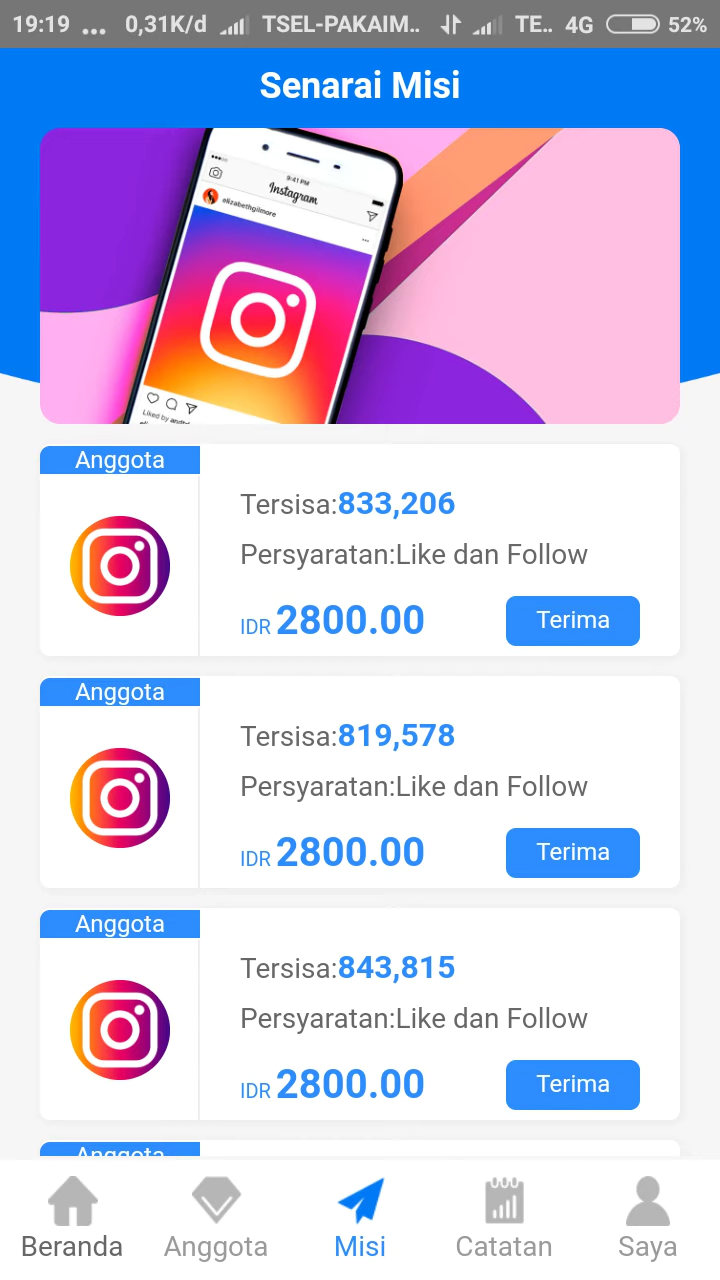 19:19 ... 0,31K/d TSEL-PAKAIM.. TE.. 4G 52%
Senarai Misi
9:41 PM
Instagram
elizabethgilmore
Anggota
Tersisa:833,206
Persyaratan:Like dan Follow
IDR 2800.00
Terima
Anggota
Tersisa:819,578
Persyaratan:Like dan Follow
IDR 2800.00
Terima
Anggota
Tersisa:843,815
Persyaratan:Like dan Follow
IDR 2800.00
Terima
Anggota
Beranda Anggota Misi Catatan Saya